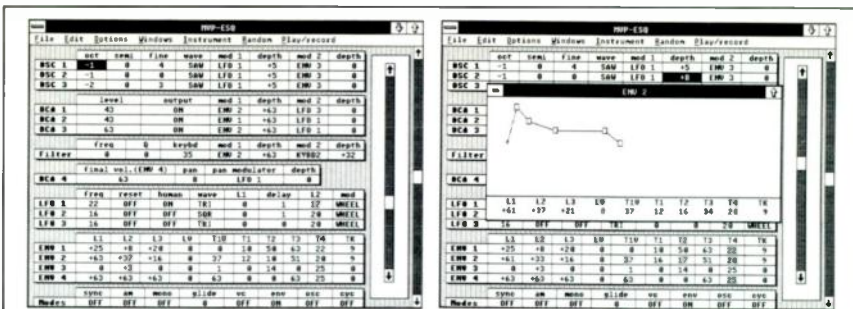 MVP-ESQ
File Edit Options Windows Instrument Random Play/record
oct semi fine wave mod 1 depth mod 2 depth
OSC 1 -1 0 4 SAW LFO 1 +5 ENV 3 0
OSC 2 -1 0 0 SAW LFO 1 +5 ENV 3 0
OSC 3 -2 0 3 SAW LFO 1 +5 ENV 3 0
level output mod 1 depth mod 2 depth
DCA 1 43 ON ENV 2 +63 LFO 1 0
DCA 2 43 ON ENV 1 +63 LFO 1 0
DCA 3 63 ON ENV 2 +63 LFO 1 0
freq Q keybd mod 1 depth mod 2 depth
Filter 0 0 35 ENV 2 +63 KYBD2 +32
final vol.(ENV 4) pan pan modulator depth
DCA 4 63 8 LFO 1 0
freq reset human wave L1 delay L2 mod
LFO 1 22 OFF ON TRI 0 1 17 WHEEL
LFO 2 16 OFF OFF SQR 0 1 20 WHEEL
LFO 3 16 OFF OFF TRI 0 0 20 WHEEL
L1 L2 L3 LV T1V T1 T2 T3 T4 TK
ENV 1 +25 +8 +20 0 0 10 50 63 22 9
ENV 2 +63 +37 +16 0 37 12 10 51 20 9
ENV 3 0 +3 0 0 1 0 14 0 25 0
ENV 4 +63 +63 +63 0 63 0 0 63 25 0
sync am mono glide vc env osc cyc
Modes OFF OFF OFF 0 OFF ON OFF OFF
MVP-ESQ
File Edit Options Windows Instrument Random Play/record
oct semi fine wave mod 1 depth mod 2 depth
OSC 1 -1 0 4 SAW LFO 1 +5 ENV 3 0
OSC 2 -1 0 0 SAW LFO 1 +8 ENV 3 0
OSC 3
ENV 2
DCA 1
DCA 2
DCA 3
Filter
DCA 4
L1 L2 L3 LV T1V T1 T2 T3 T4 TK
+61 +37 +21 0 37 12 16 34 20 9
LFO 1
LFO 2
LFO 3 16 OFF OFF TRI 0 0 20 WHEEL
L1 L2 L3 LV T1V T1 T2 T3 T4 TK
ENV 1 +25 +8 +20 0 0 10 50 63 22 9
ENV 2 +61 +33 +16 0 37 16 17 51 20 9
ENV 3 0 +3 0 0 1 0 14 0 25 0
ENV 4 +63 +63 +63 0 63 0 0 63 25 0
sync am mono glide vc env osc cyc
Modes OFF OFF OFF 0 OFF ON OFF OFF